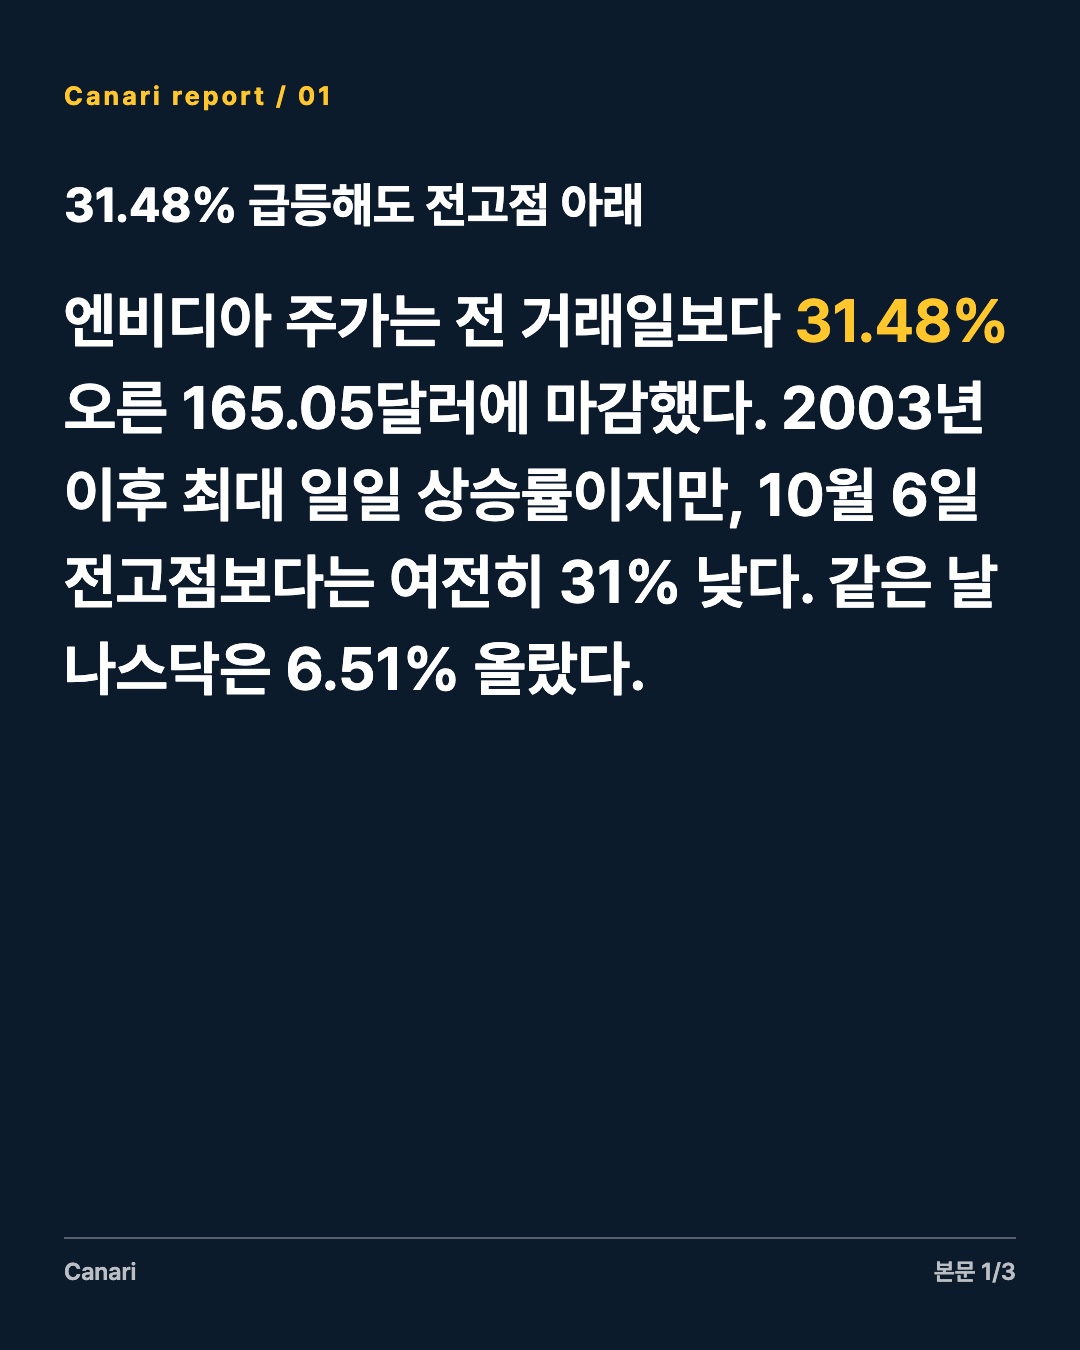 Canari report / 01
31.48% 급등해도 전고점 아래
엔비디아 주가는 전 거래일보다 31.48%
오른 165.05달러에 마감했다. 2003년
이후 최대 일일 상승률이지만, 10월 6일
전고점보다는 여전히 31% 낮다. 같은 날
나스닥은 6.51% 올랐다.
Canari
본문 1/3